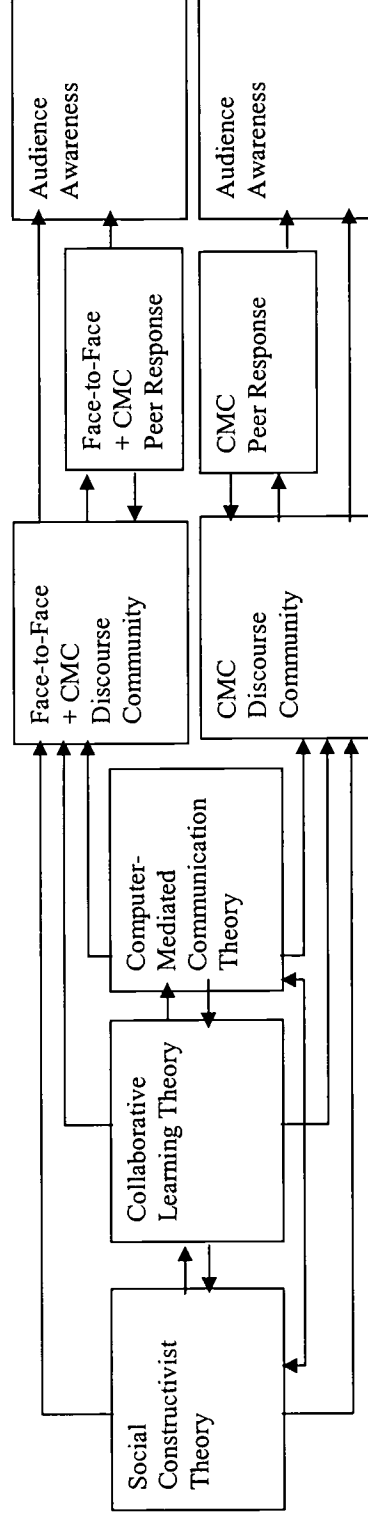 Social
Constructivist
Theory
Collaborative
Learning Theory
Computer-
Mediated
Communication
Theory
Face-to-Face
+ CMC
Discourse
Community
Face-to-Face
+ CMC
Peer Response
Audience
Awareness
CMC
Discourse
Community
CMC
Peer Response
Audience
Awareness